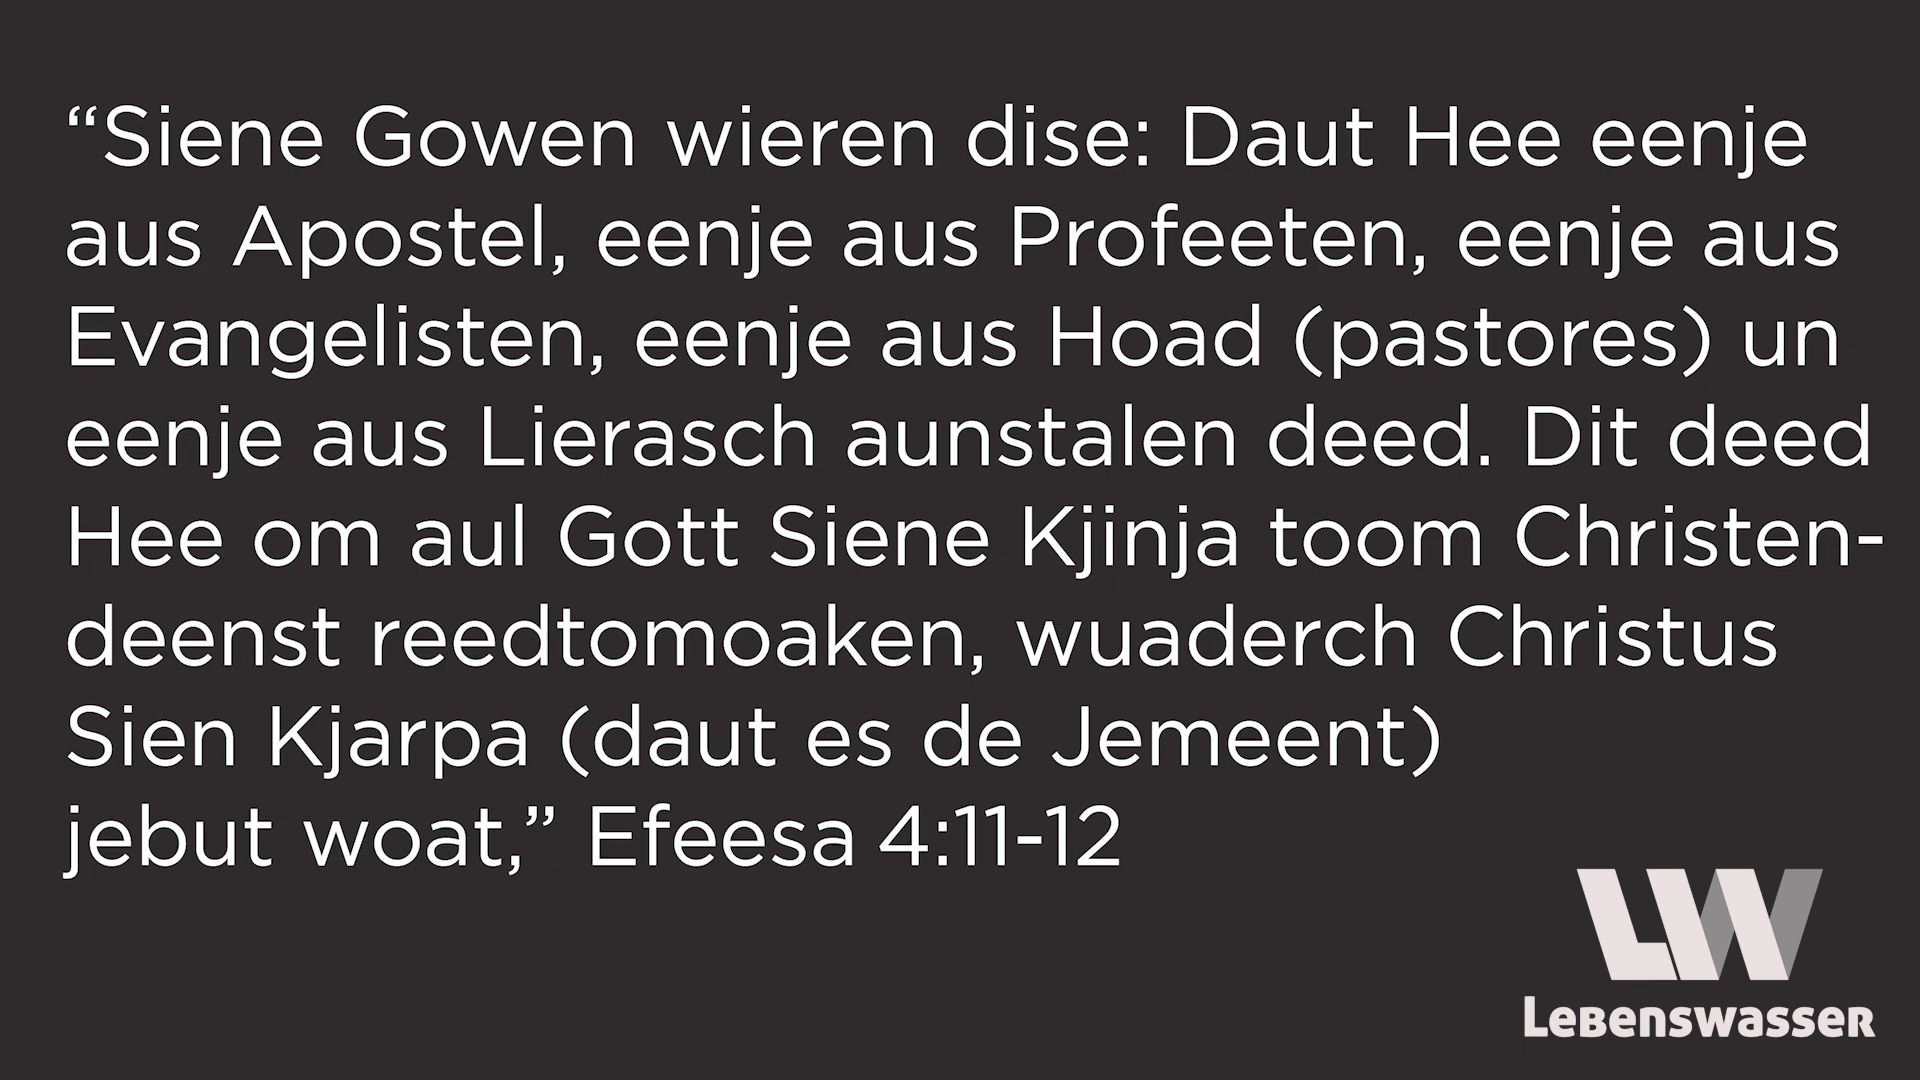 “Siene Gowen wieren dise: Daut Hee eenje
aus Apostel, eenje aus Profeeten, eenje aus
Evangelisten, eenje aus Hoad (pastores) un
eenje aus Lierasch aunstalen deed. Dit deed
Hee om aul Gott Siene Kjinja toom Christen-
deenst reedtomoaken, wuaderch Christus
Sien Kjarpa (daut es de Jemeent)
jebut woat,” Efeesa 4:11-12
LW
Lebenswasser